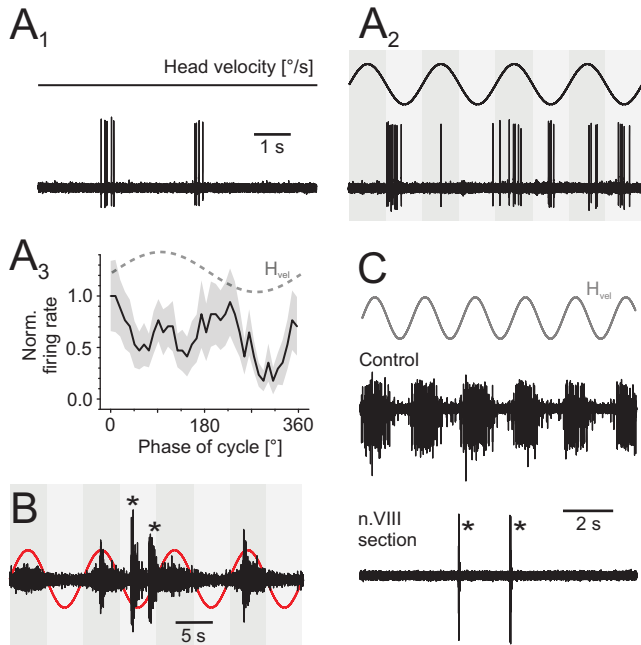 A1
A2
Head velocity [°/s]
1 s
A3
Hvel
Norm.
firing rate
1.0
0.5
0.0
0
180
360
Phase of cycle [°]
C
Hvel
Control
n.VIII
section
* *
2 s
B
*
*
5 s